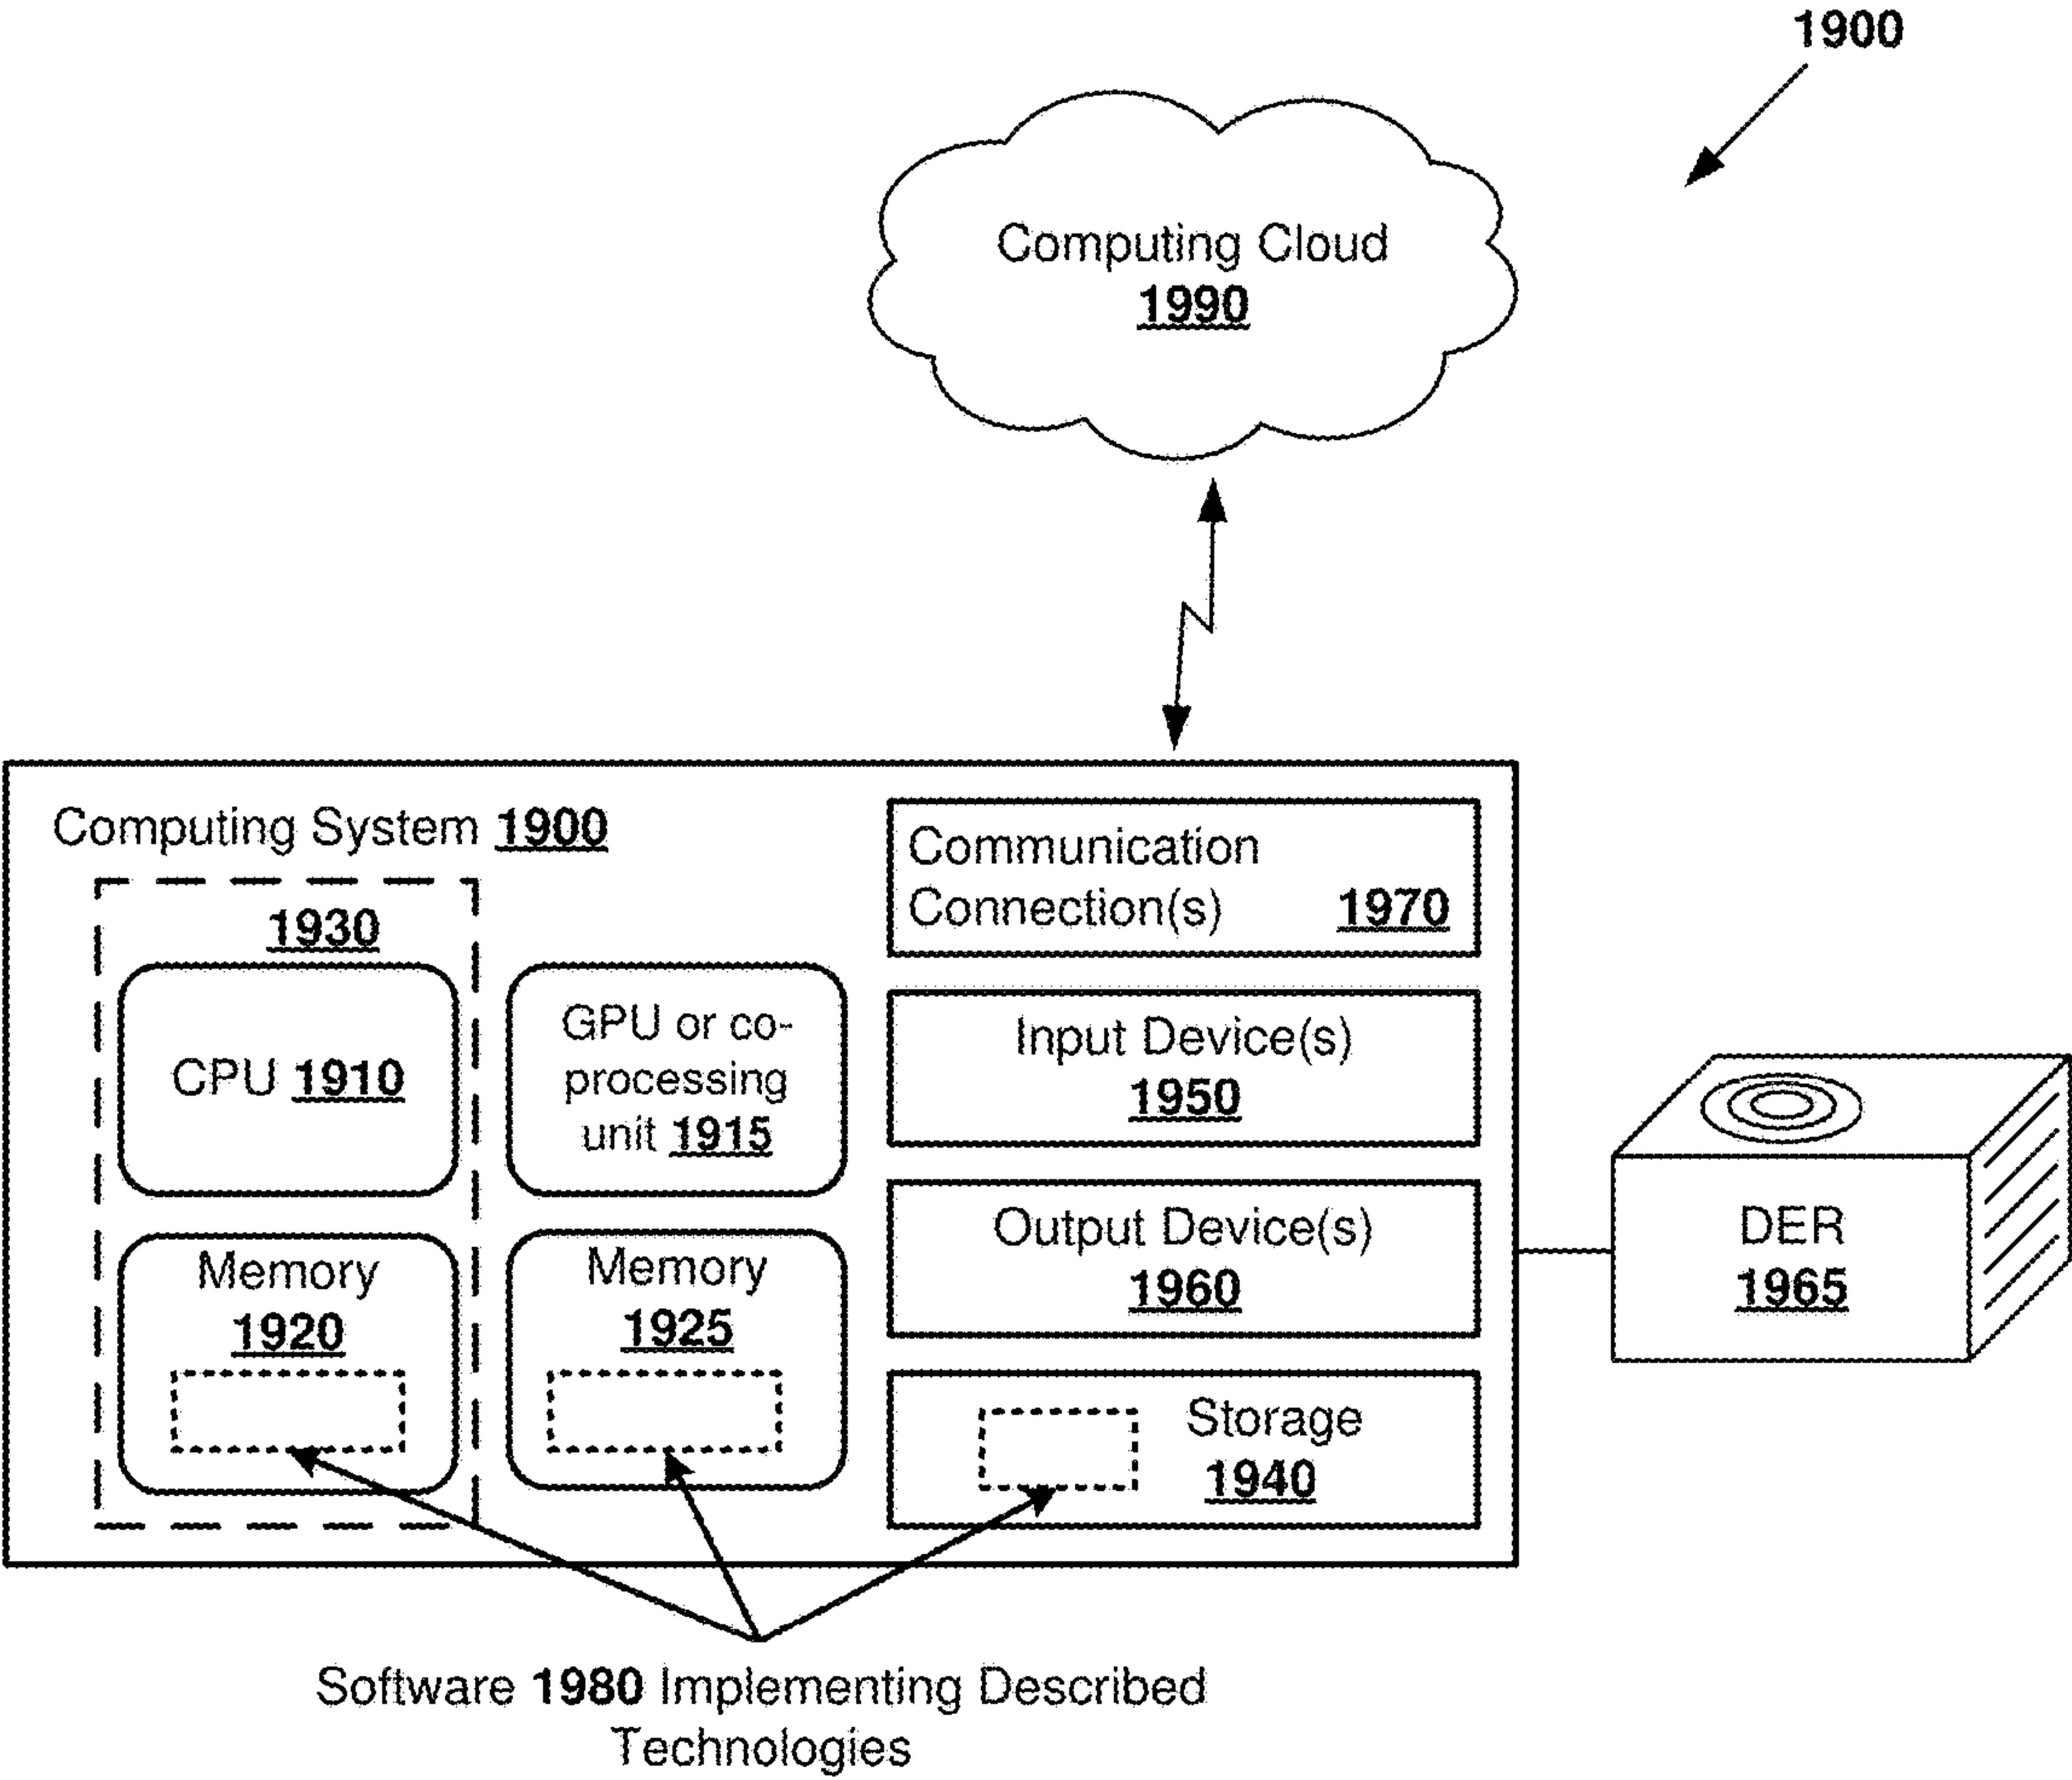 1900
Computing Cloud
1990
Computing System 1900
1930
CPU 1910
Memory
1920
GPU or co-
processing
unit 1915
Memory
1925
Communication
Connection(s) 1970
Input Device(s)
1950
Output Device(s)
1960
Storage
1940
DER
1965
Software 1980 Implementing Described
Technologies